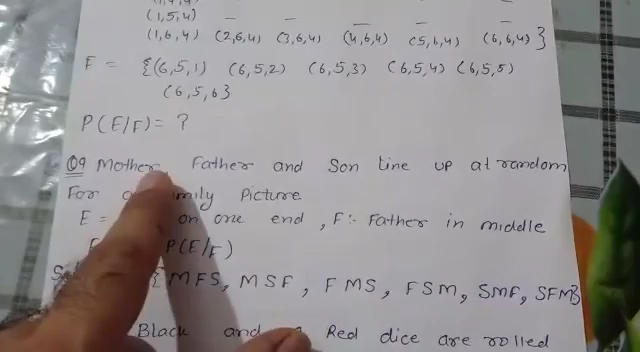 (1,5,4) — — — —
(1,6,4) (2,6,4) (3,6,4) (4,6,4) (5,6,4) (6,6,4) }
F = {(6,5,1) (6,5,2) (6,5,3) (6,5,4) (6,5,5)
(6,5,6}
P(E/F) = ?
Q9 Mother Father and Son line up at random
For a mily Picture
E = on one end , F:- Father in middle
P(E/F)
{ MFS, MSF, FMS, FSM, SMF, SFM}
Black and Red dice are rolled